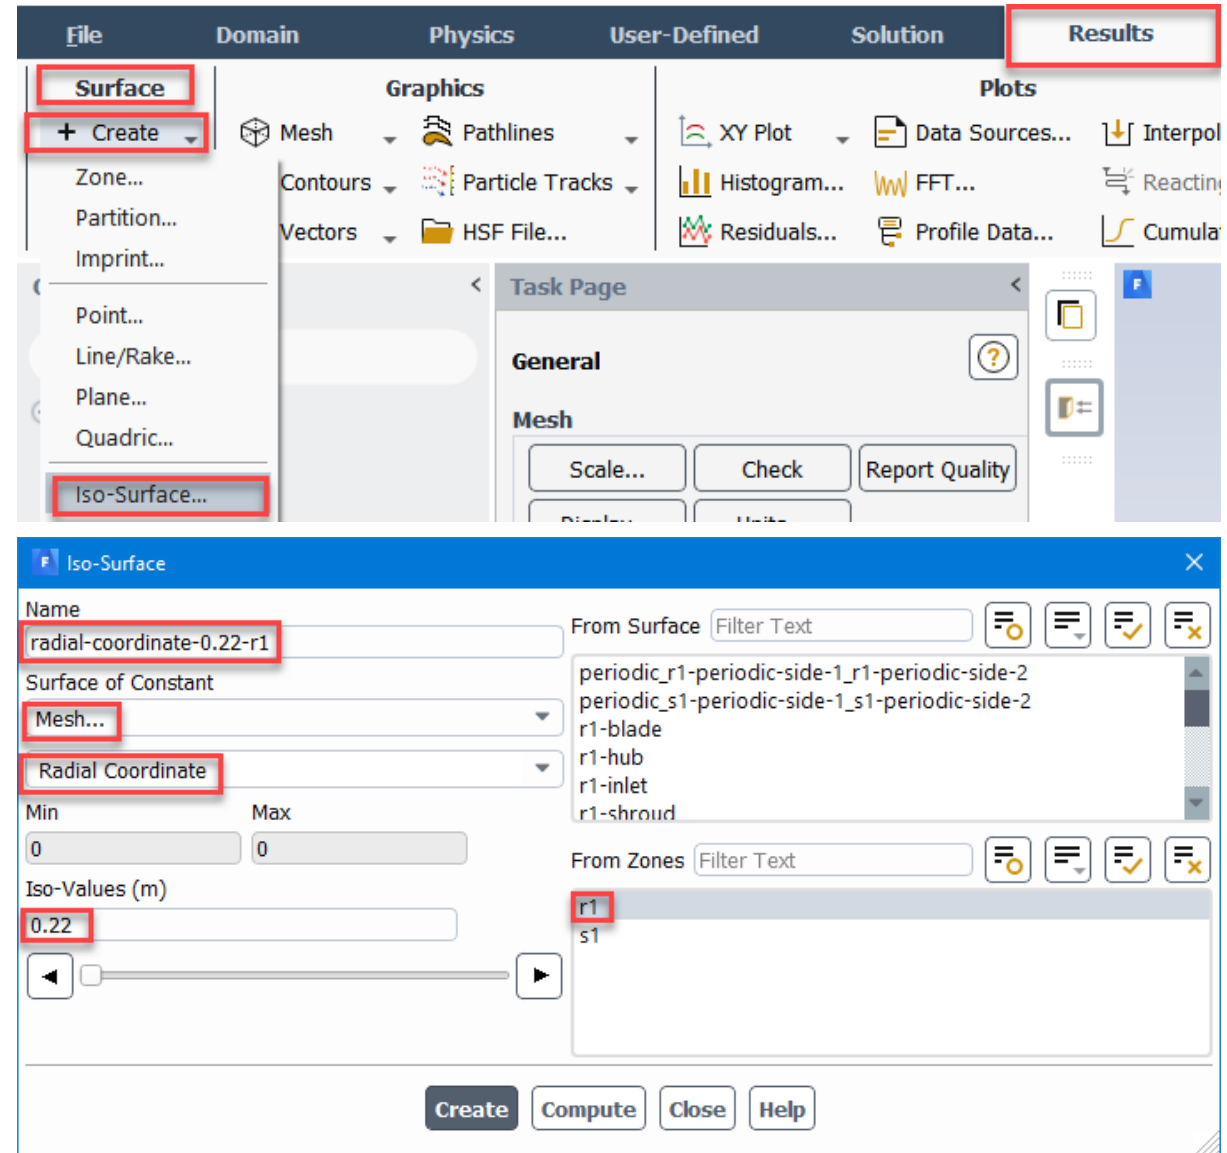 File Domain Physics User-Defined Solution Results
Surface Graphics Plots
+ Create Mesh Pathlines XY Plot Data Sources... Interpol
Zone... Contours Particle Tracks Histogram... FFT... Reacting
Partition...
Vectors HSF File... Residuals... Profile Data... Cumulat
Imprint...
Task Page
Point...
Line/Rake...
General
Plane...
Mesh
Quadric...
Scale... Check Report Quality
Iso-Surface...
Display... Units...
Iso-Surface
Name
From Surface Filter Text
radial-coordinate-0.22-r1
periodic_r1-periodic-side-1_r1-periodic-side-2
Surface of Constant
periodic_s1-periodic-side-1_s1-periodic-side-2
Mesh...
r1-blade
r1-hub
Radial Coordinate
r1-inlet
Min Max
r1-shroud
0 0
From Zones Filter Text
Iso-Values (m)
r1
0.22
s1
Create Compute Close Help